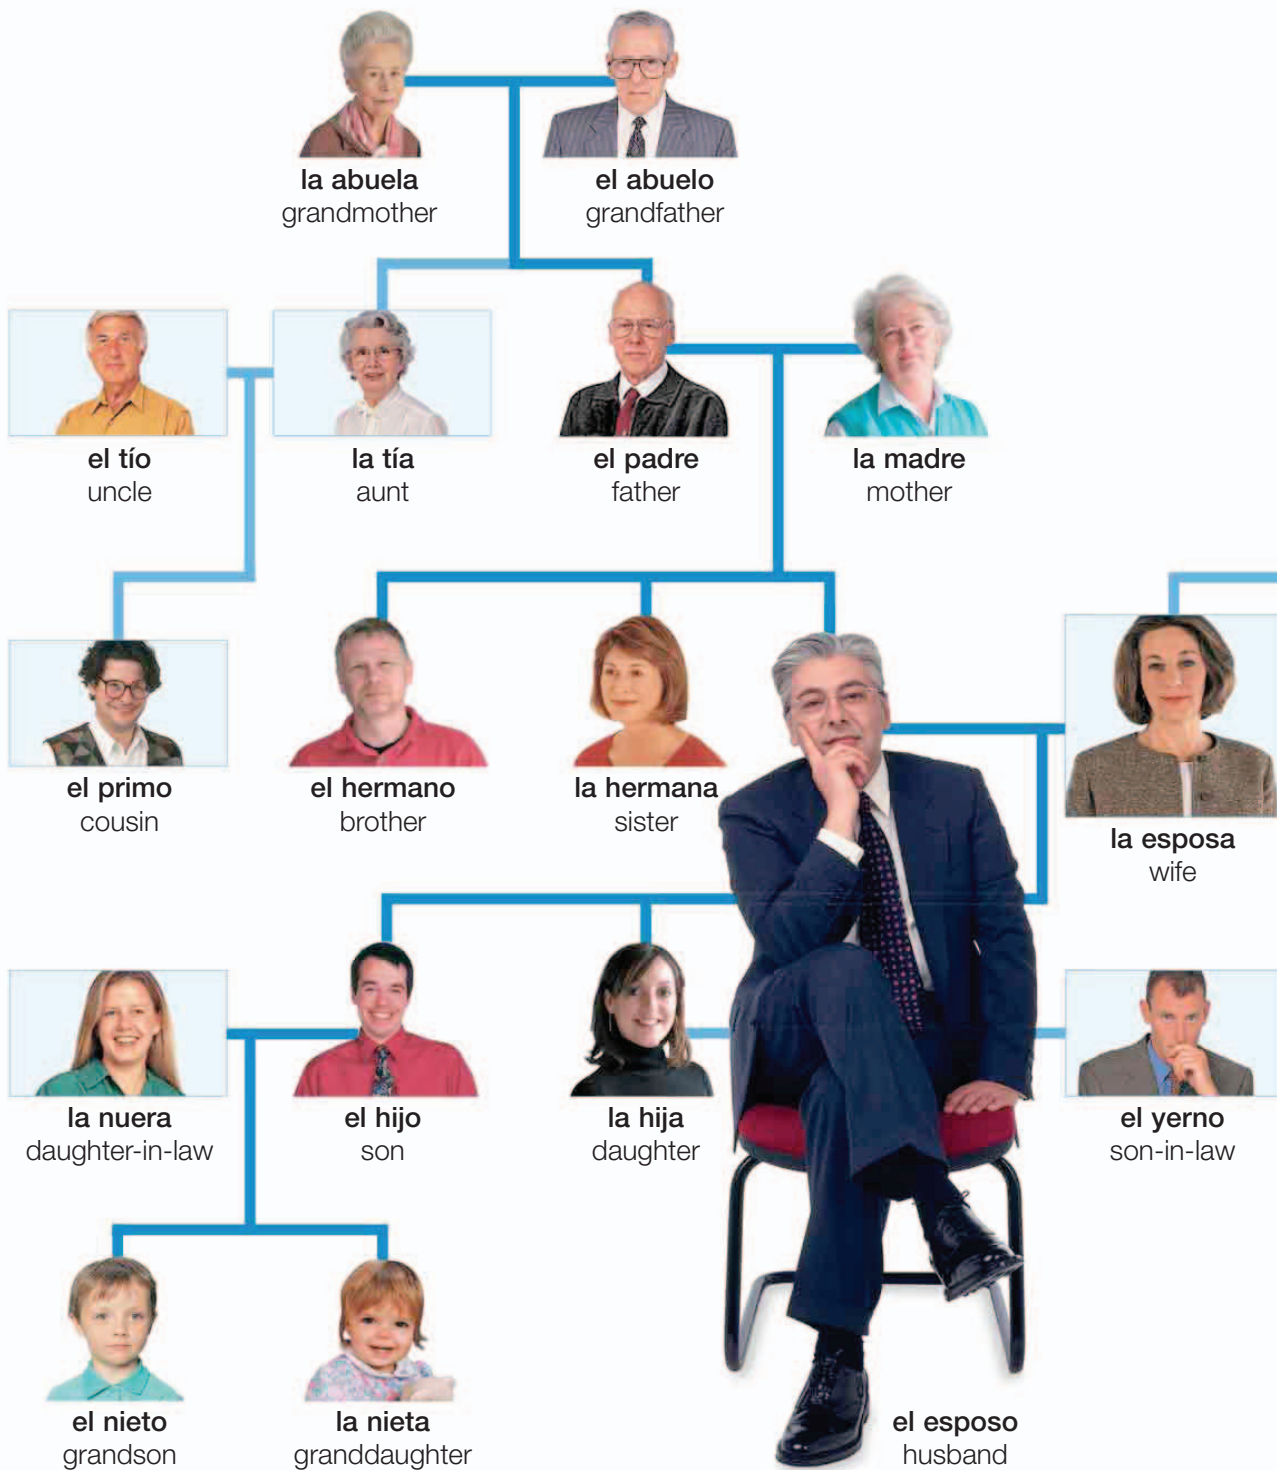 la abuela
grandmother
el abuelo
grandfather
el tío
uncle
la tía
aunt
el padre
father
la madre
mother
el primo
cousin
el hermano
brother
la hermana
sister
la esposa
wife
la nuera
daughter-in-law
el hijo
son
la hija
daughter
el yerno
son-in-law
el nieto
grandson
la nieta
granddaughter
el esposo
husband